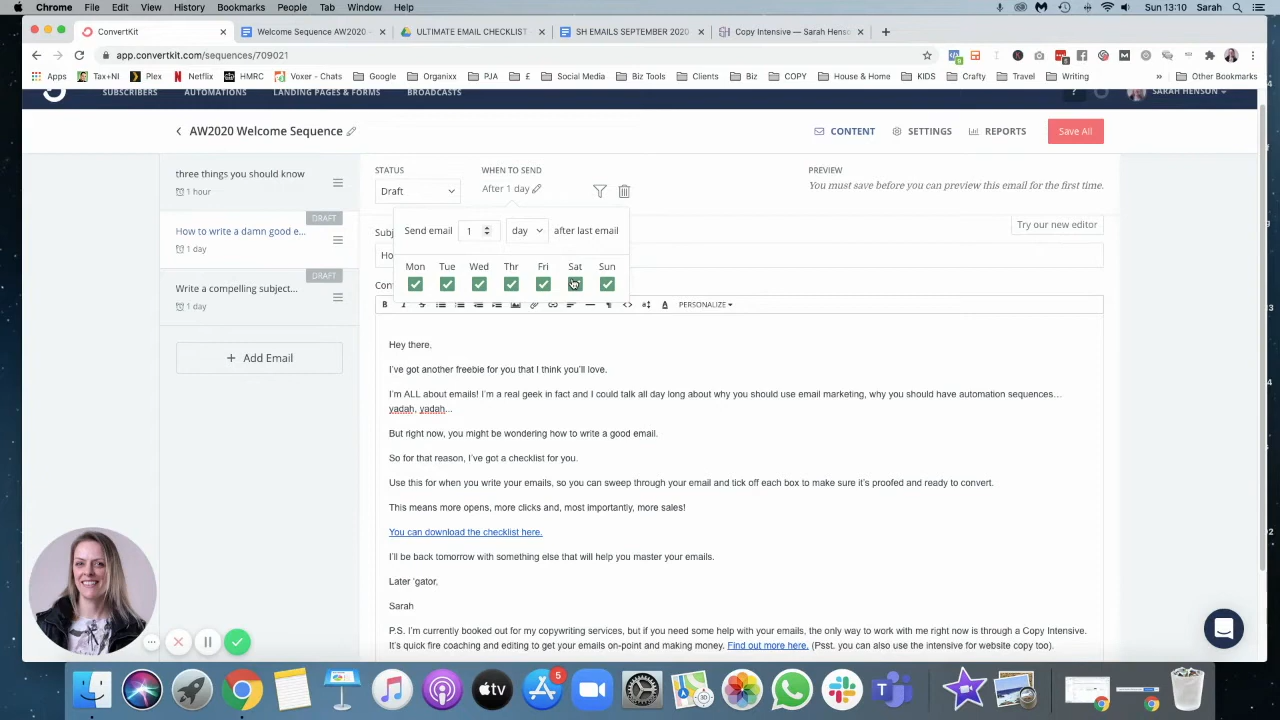 Chrome File Edit View History Bookmarks People Tab Window Help
Sun 13:10 Sarah
ConvertKit
Welcome Sequence AW2020 -
ULTIMATE EMAIL CHECKLIST
SH EMAILS SEPTEMBER 2020
Copy Intensive — Sarah Henso
app.convertkit.com/sequences/709021
Apps Tax+NI Plex Netflix HMRC Voxer - Chats Google Organixx PJA £ Social Media Biz Tools Clients Biz COPY House & Home KIDS Crafty Travel Writing » Other Bookmarks
SUBSCRIBERS AUTOMATIONS LANDING PAGES & FORMS BROADCASTS
? SARAH HENSON
AW2020 Welcome Sequence
CONTENT SETTINGS REPORTS Save All
three things you should know
1 hour
DRAFT
How to write a damn good e...
1 day
DRAFT
Write a compelling subject...
1 day
+ Add Email
STATUS WHEN TO SEND PREVIEW
Draft After 1 day You must save before you can preview this email for the first time.
Try our new editor
Send email 1 day after last email
Mon Tue Wed Thr Fri Sat Sun
Subj
Ho
Con
B I S PERSONALIZE
Hey there,
I've got another freebie for you that I think you'll love.
I'm ALL about emails! I'm a real geek in fact and I could talk all day long about why you should use email marketing, why you should have automation sequences…
yadah, yadah...
But right now, you might be wondering how to write a good email.
So for that reason, I've got a checklist for you.
Use this for when you write your emails, so you can sweep through your email and tick off each box to make sure it's proofed and ready to convert.
This means more opens, more clicks and, most importantly, more sales!
You can download the checklist here.
I'll be back tomorrow with something else that will help you master your emails.
Later 'gator,
Sarah
P.S. I'm currently booked out for my copywriting services, but if you need some help with your emails, the only way to work with me right now is through a Copy Intensive.
It's quick fire coaching and editing to get your emails on-point and making money. Find out more here. (Psst. you can also use the intensive for website copy too).
tv
5